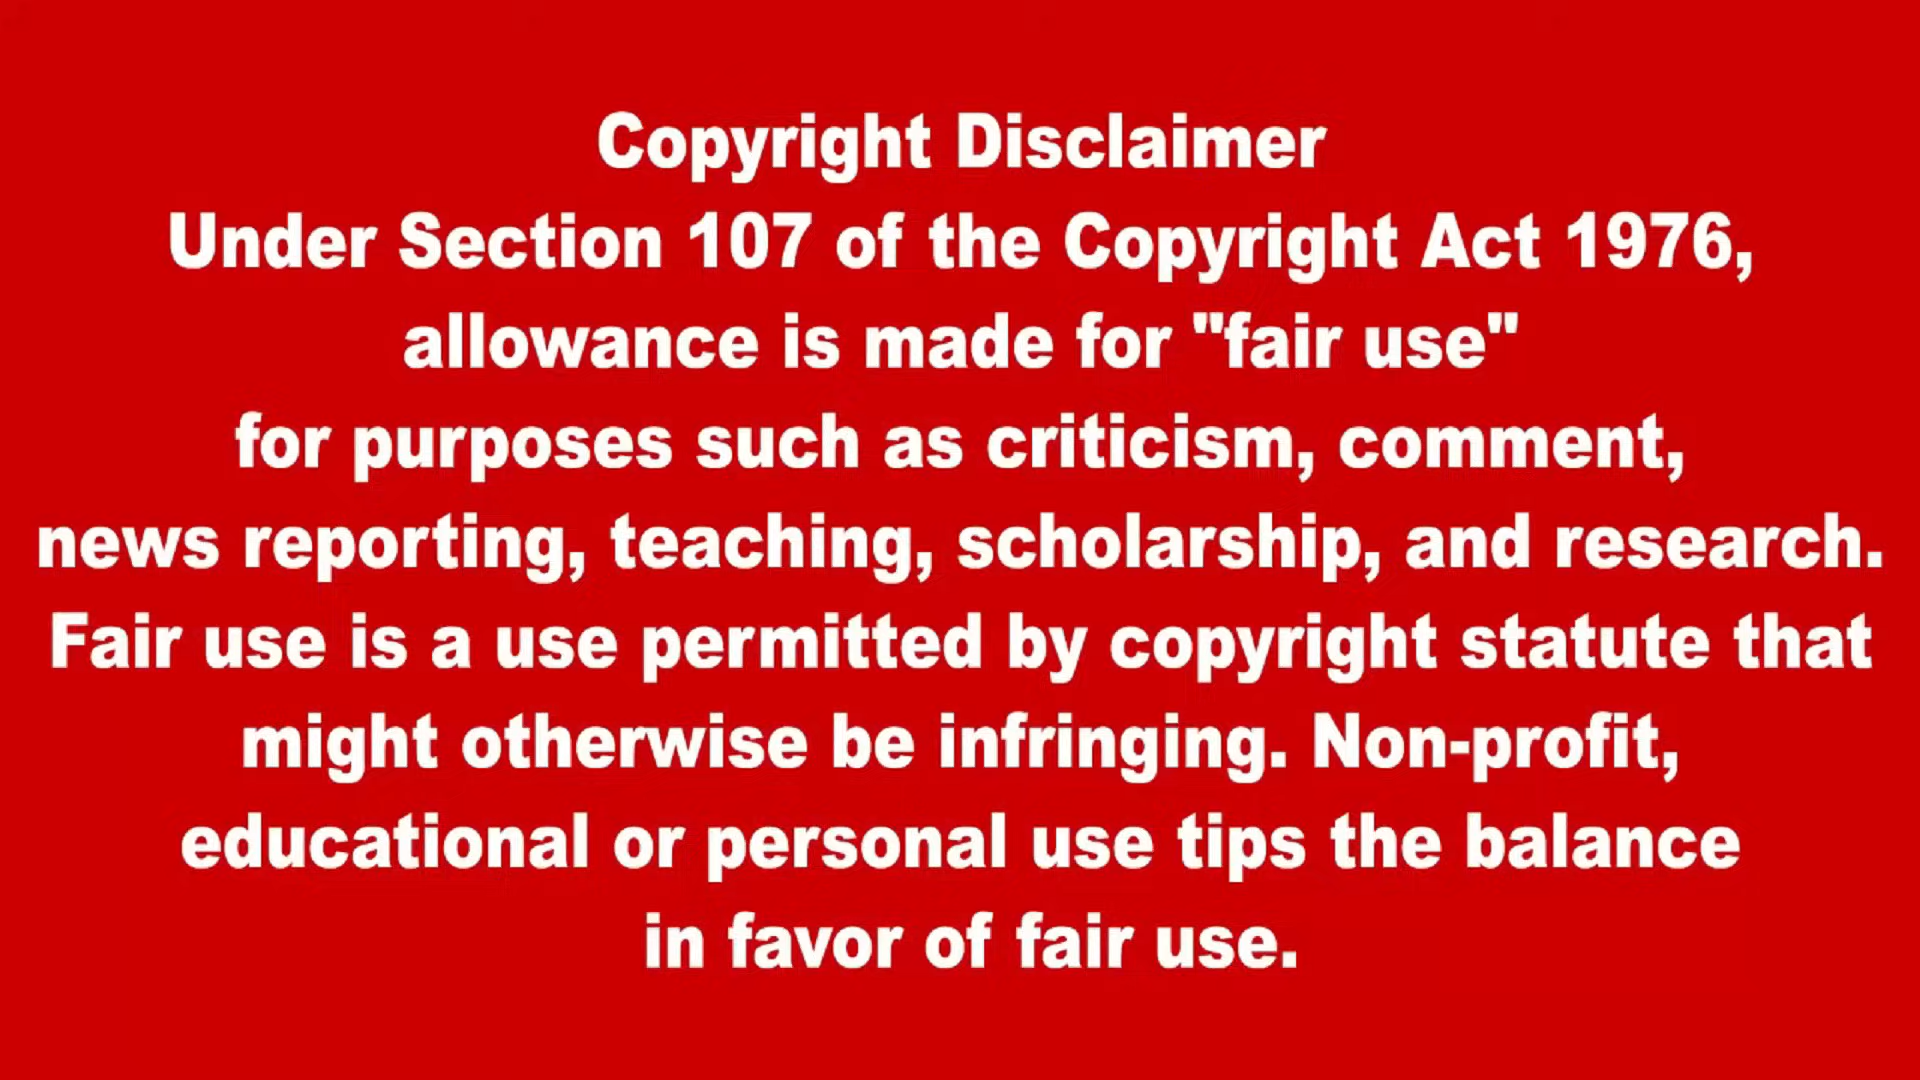 Copyright Disclaimer
Under Section 107 of the Copyright Act 1976,
allowance is made for "fair use"
for purposes such as criticism, comment,
news reporting, teaching, scholarship, and research.
Fair use is a use permitted by copyright statute that
might otherwise be infringing. Non-profit,
educational or personal use tips the balance
in favor of fair use.